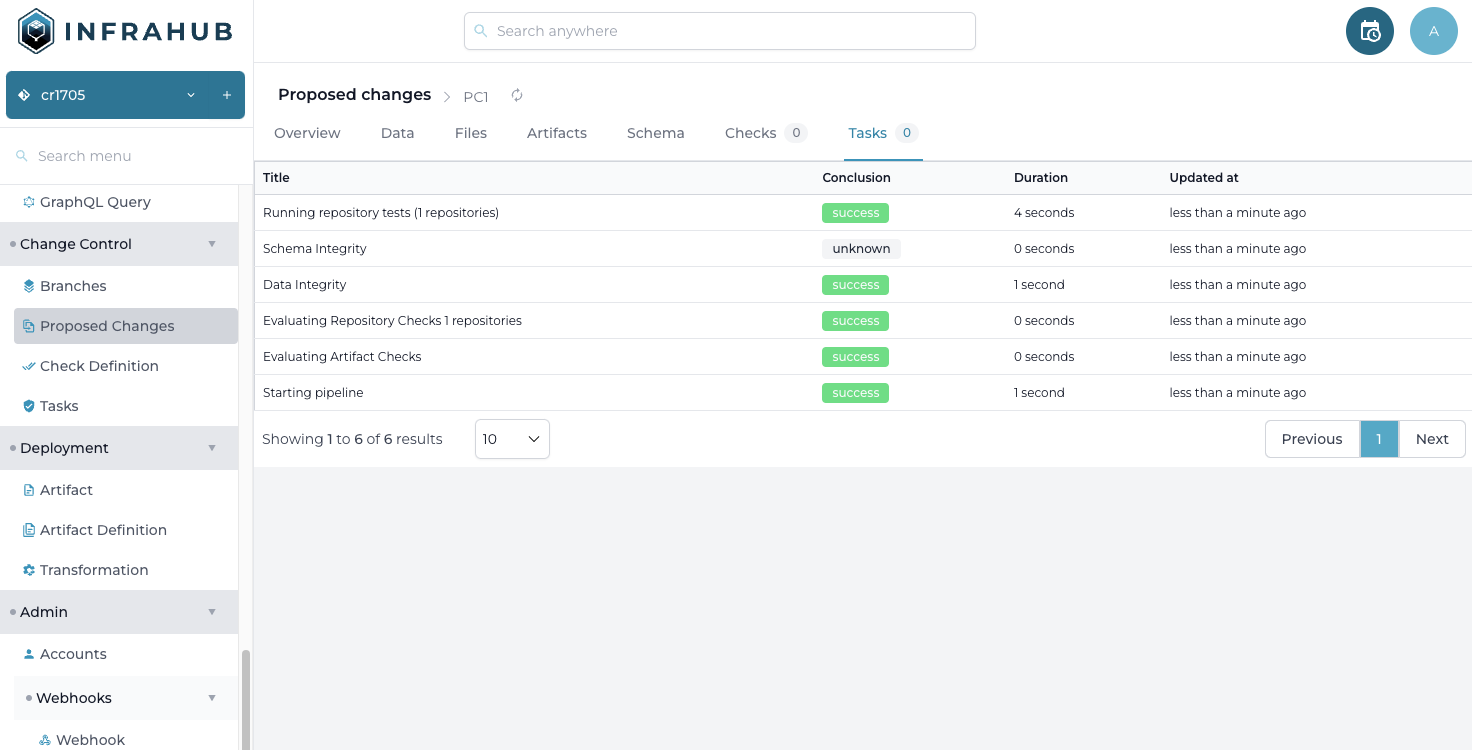 INFRAHUB
Search anywhere
A
cr1705
+
Search menu
GraphQL Query
Change Control
Branches
Proposed Changes
Check Definition
Tasks
Deployment
Artifact
Artifact Definition
Transformation
Admin
Accounts
Webhooks
Webhook
Proposed changes PC1
Overview Data Files Artifacts Schema Checks 0 Tasks 0
Title Conclusion Duration Updated at
Running repository tests (1 repositories) success 4 seconds less than a minute ago
Schema Integrity unknown 0 seconds less than a minute ago
Data Integrity success 1 second less than a minute ago
Evaluating Repository Checks 1 repositories success 0 seconds less than a minute ago
Evaluating Artifact Checks success 0 seconds less than a minute ago
Starting pipeline success 1 second less than a minute ago
Showing 1 to 6 of 6 results 10 Previous 1 Next